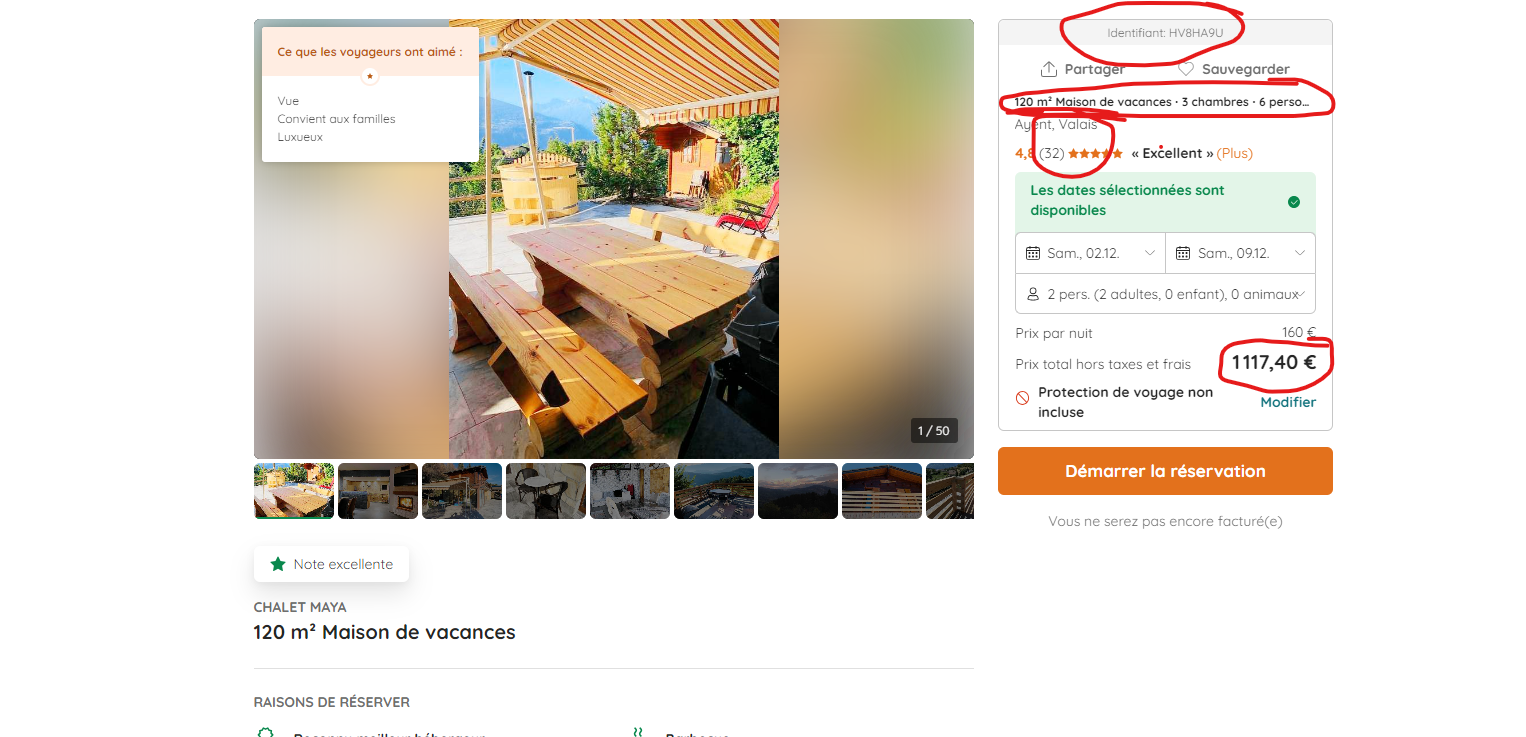 Ce que les voyageurs ont aimé :
Vue
Convient aux familles
Luxueux
1 / 50
Identifiant: HV8HA9U
Partager
Sauvegarder
120 m² Maison de vacances · 3 chambres · 6 perso...
Ayent, Valais
4,8 (32) « Excellent » (Plus)
Les dates sélectionnées sont
disponibles
Sam., 02.12.
Sam., 09.12.
2 pers. (2 adultes, 0 enfant), 0 animaux
Prix par nuit 160 €
Prix total hors taxes et frais 1 117,40 €
Protection de voyage non
incluse
Modifier
Démarrer la réservation
Vous ne serez pas encore facturé(e)
Note excellente
CHALET MAYA
120 m² Maison de vacances
RAISONS DE RÉSERVER